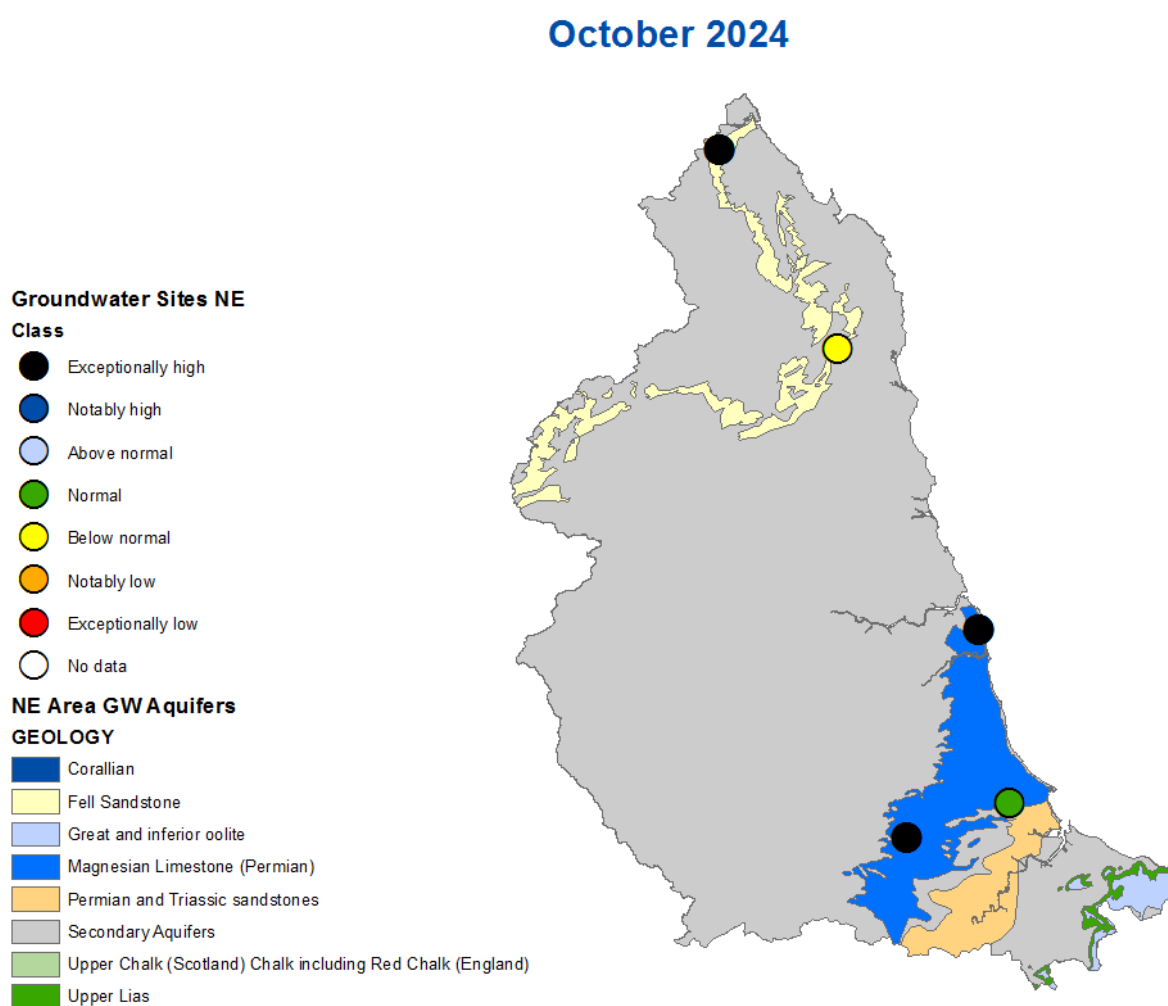 October 2024
Groundwater Sites NE
Class
Exceptionally high
Notably high
Above normal
Normal
Below normal
Notably low
Exceptionally low
No data
NE Area GW Aquifers
GEOLOGY
Corallian
Fell Sandstone
Great and inferior oolite
Magnesian Limestone (Permian)
Permian and Triassic sandstones
Secondary Aquifers
Upper Chalk (Scotland) Chalk including Red Chalk (England)
Upper Lias